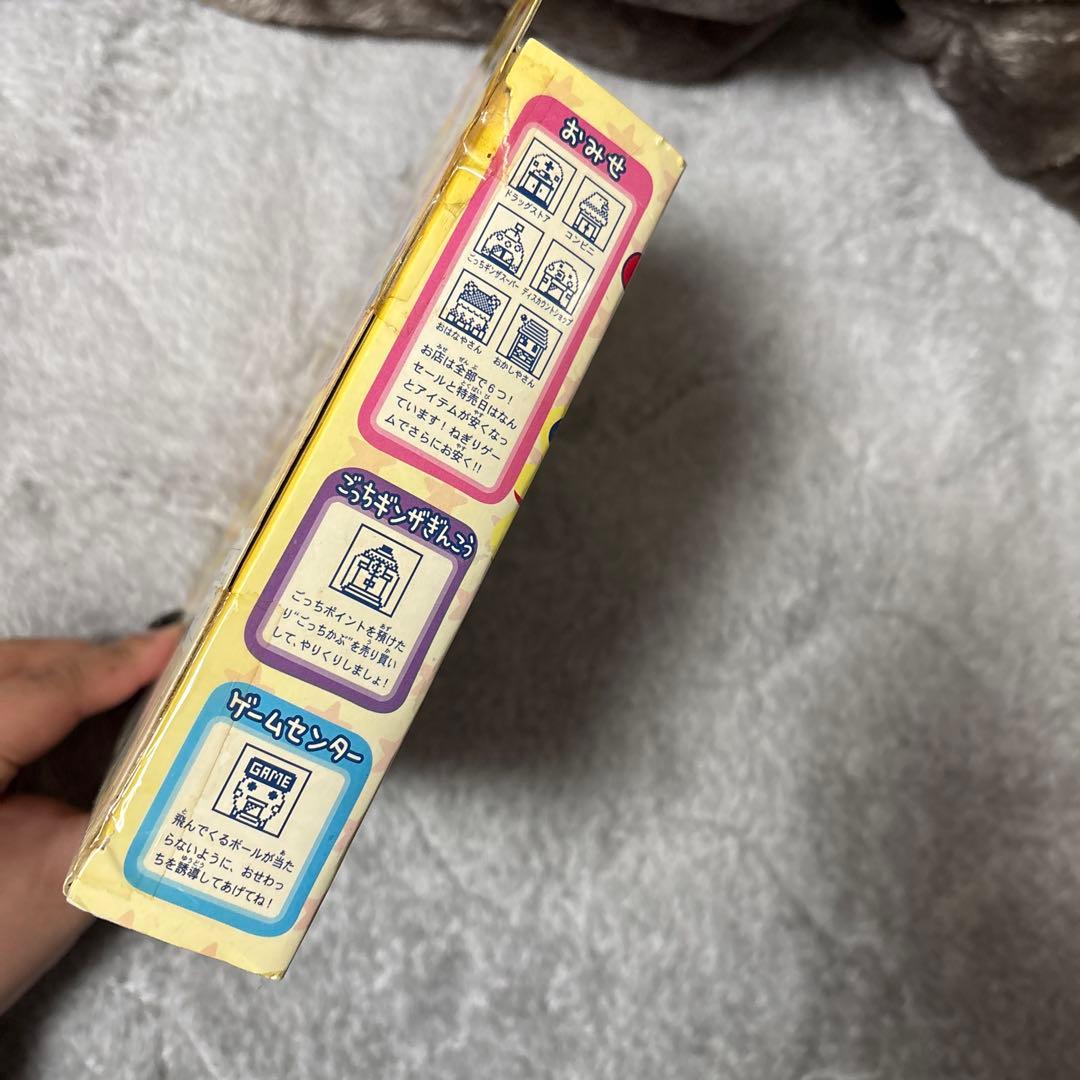 おみせ
ドラッグストア
コンビニ
ごっちギンザスーパー
ディスカウントショップ
おはなやさん
おかしやさん
お店は全部で6つ!
セールと特売日はなん
とアイテムが安くなっ
ています!ねぎりゲー
ムでさらにお安く!!
ごっちギンザぎんこう
ごっちポイントを預けた
り“ごっちかぶ”を売り買い
して、やりくりしましょ!
ゲームセンター
GAME
飛んでくるボールが当た
らないように、おせわっ
ちを誘導してあげてね!